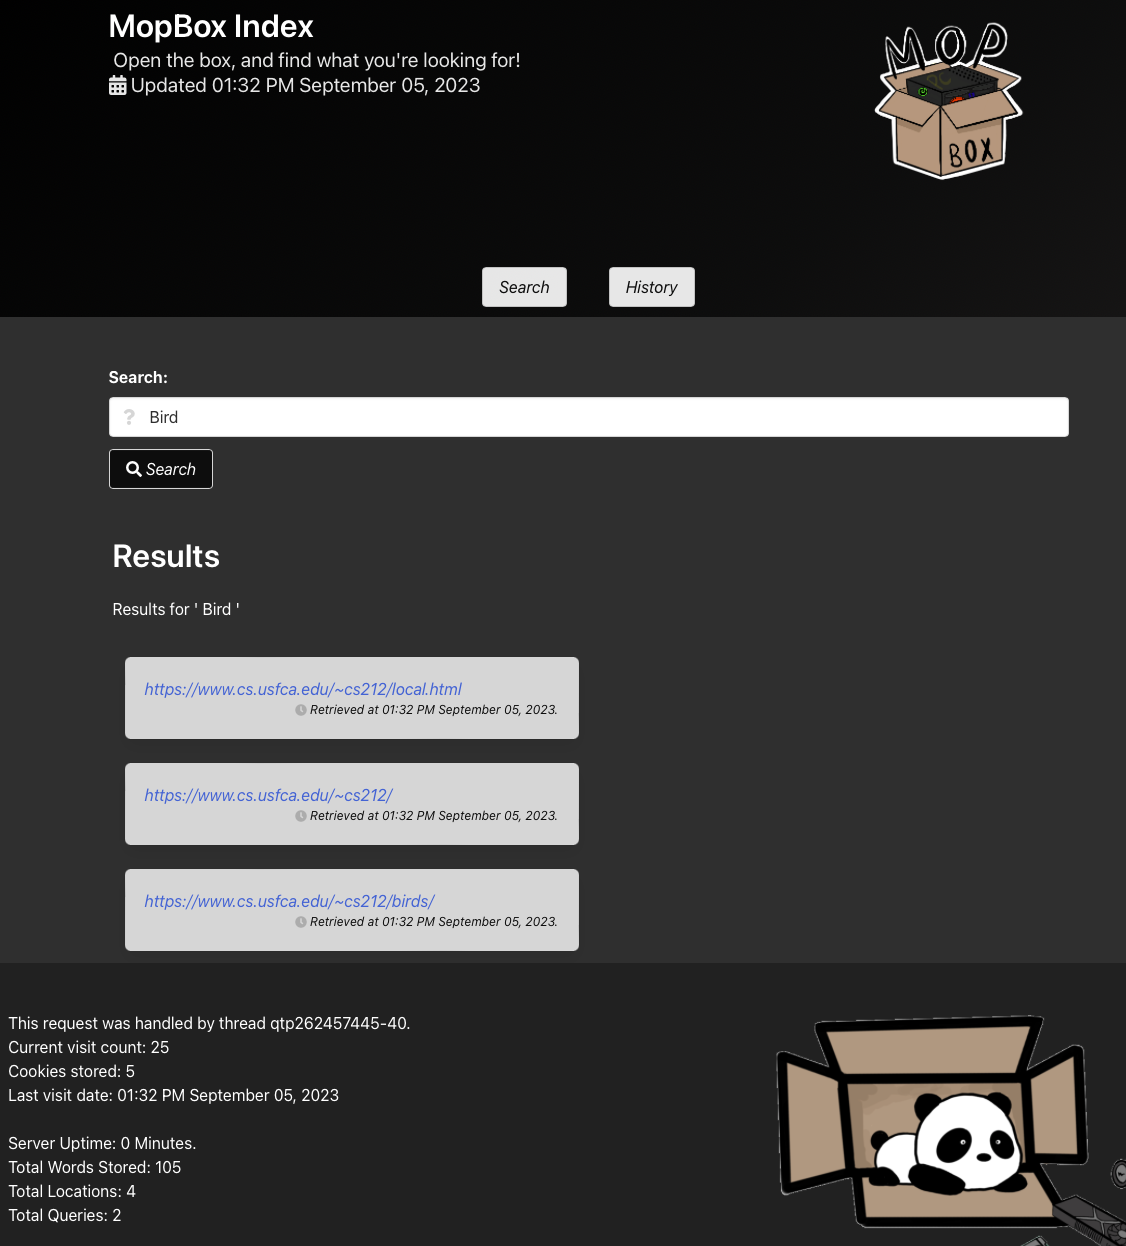 MopBox Index
Open the box, and find what you're looking for!
Updated 01:32 PM September 05, 2023
MOP
BOX
Search
History
Search:
? Bird
Search
Results
Results for ' Bird '
https://www.cs.usfca.edu/~cs212/local.html
Retrieved at 01:32 PM September 05, 2023.
https://www.cs.usfca.edu/~cs212/
Retrieved at 01:32 PM September 05, 2023.
https://www.cs.usfca.edu/~cs212/birds/
Retrieved at 01:32 PM September 05, 2023.
This request was handled by thread qtp262457445-40.
Current visit count: 25
Cookies stored: 5
Last visit date: 01:32 PM September 05, 2023
Server Uptime: 0 Minutes.
Total Words Stored: 105
Total Locations: 4
Total Queries: 2